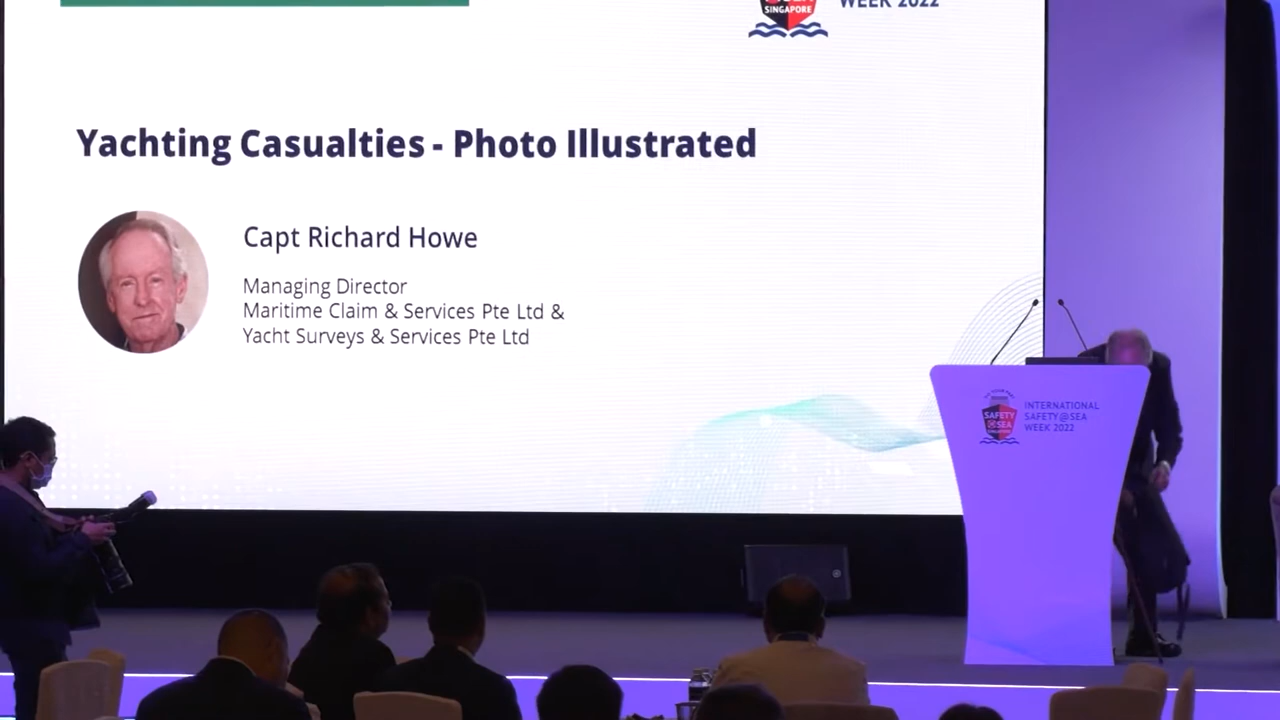 SINGAPORE
WEEK 2022
Yachting Casualties - Photo Illustrated
Capt Richard Howe
Managing Director
Maritime Claim & Services Pte Ltd &
Yacht Surveys & Services Pte Ltd
SAFETY
@SEA
INTERNATIONAL
SAFETY@SEA
WEEK 2022